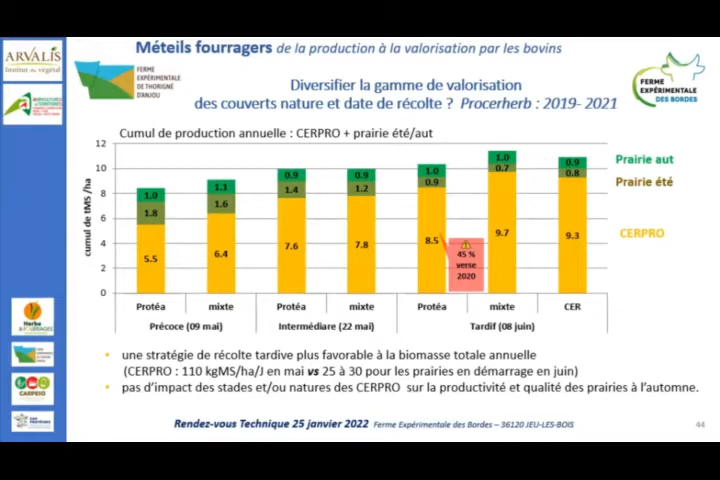 ARVALIS
Institut du végétal
Méteils fourragers de la production à la valorisation par les bovins
FERME
EXPÉRIMENTALE
DE THORIGNÉ
D'ANJOU
Diversifier la gamme de valorisation
des couverts nature et date de récolte ? Procerherb : 2019- 2021
FERME
EXPÉRIMENTALE
DES BORDES
Cumul de production annuelle : CERPRO + prairie été/aut
cumul de tMS /ha
12
10
8
6
4
2
0
1.0 1.1 0.9 0.9 1.0 1.0 0.9
1.8 1.6 1.4 1.2 0.9 0.7 0.8
5.5 6.4 7.6 7.8 8.5 9.7 9.3
45 %
verse
2020
Prairie aut
Prairie été
CERPRO
Protéa mixte Protéa mixte Protéa mixte CER
Précoce (09 mai) Intermédiaire (22 mai) Tardif (08 juin)
• une stratégie de récolte tardive plus favorable à la biomasse totale annuelle
(CERPRO : 110 kgMS/ha/J en mai vs 25 à 30 pour les prairies en démarrage en juin)
• pas d'impact des stades et/ou natures des CERPRO sur la productivité et qualité des prairies à l'automne.
Herbe
& FOURRAGES
CARPESO
CAP PROTÉINES
Rendez-vous Technique 25 janvier 2022 Ferme Expérimentale des Bordes – 36120 JEU-LES-BOIS
44